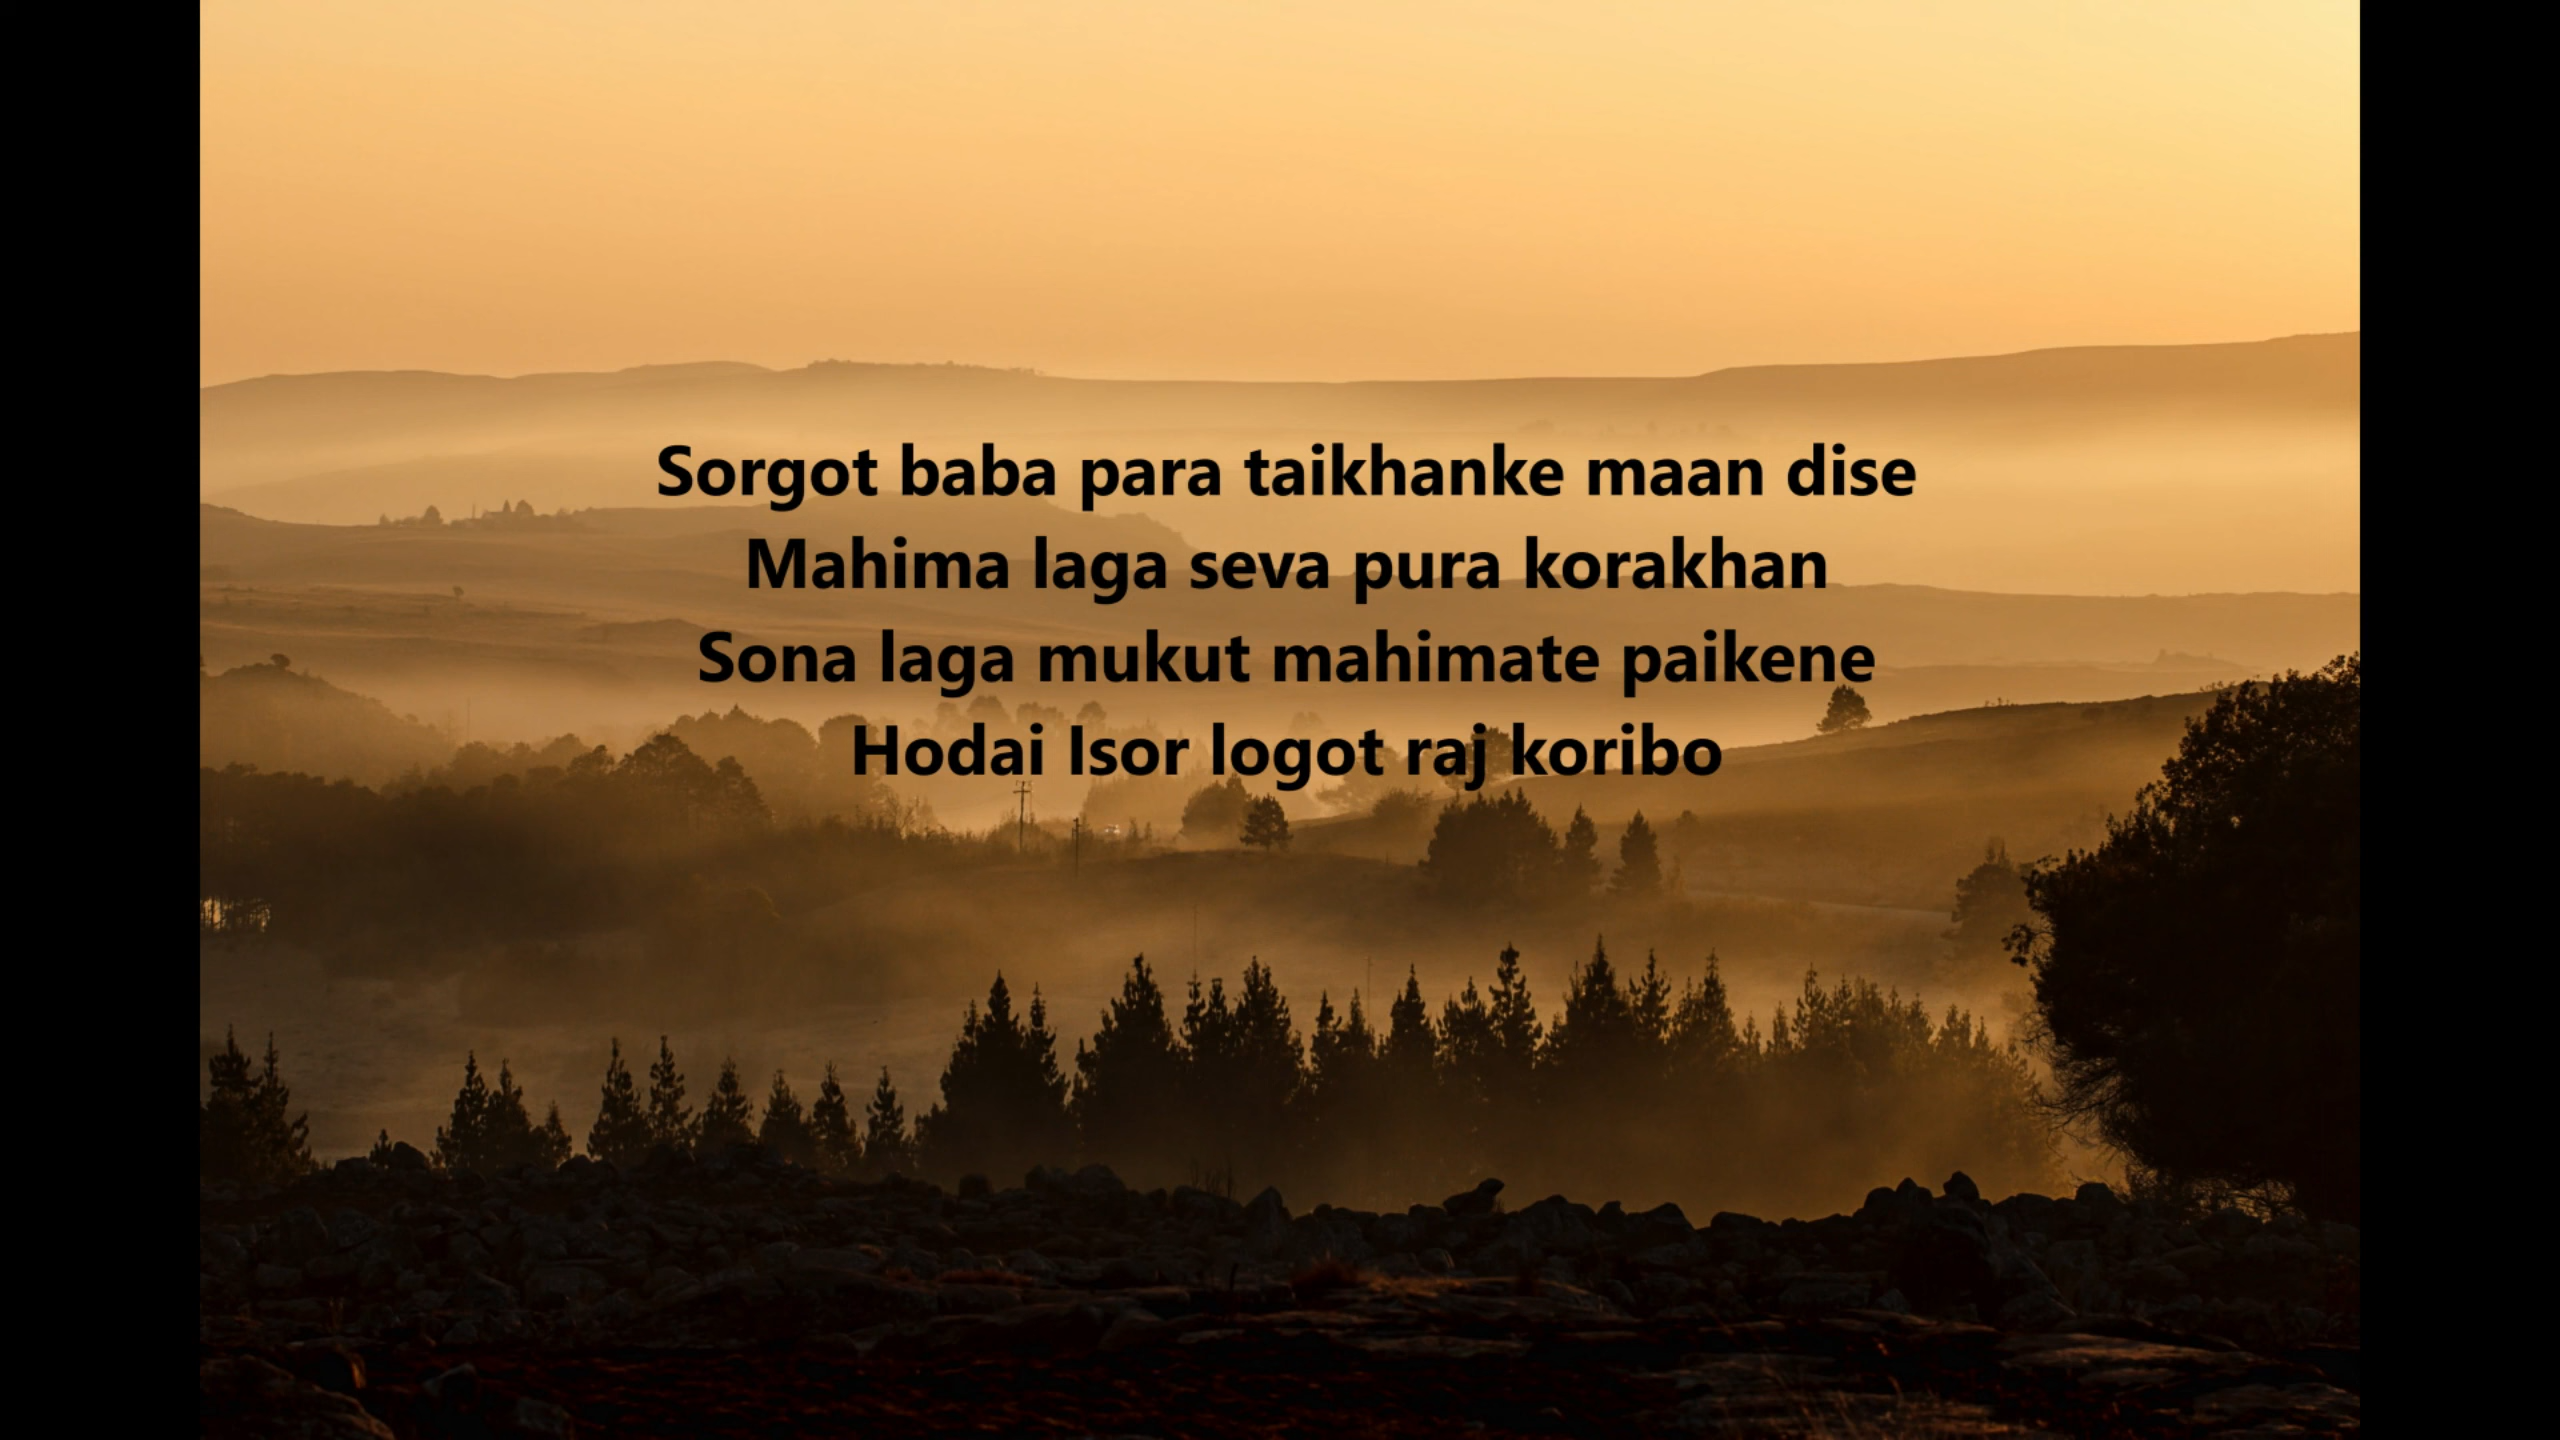 Sorgot baba para taikhanke maan dise
Mahima laga seva pura korakhan
Sona laga mukut mahimate paikene
Hodai Isor logot raj koribo